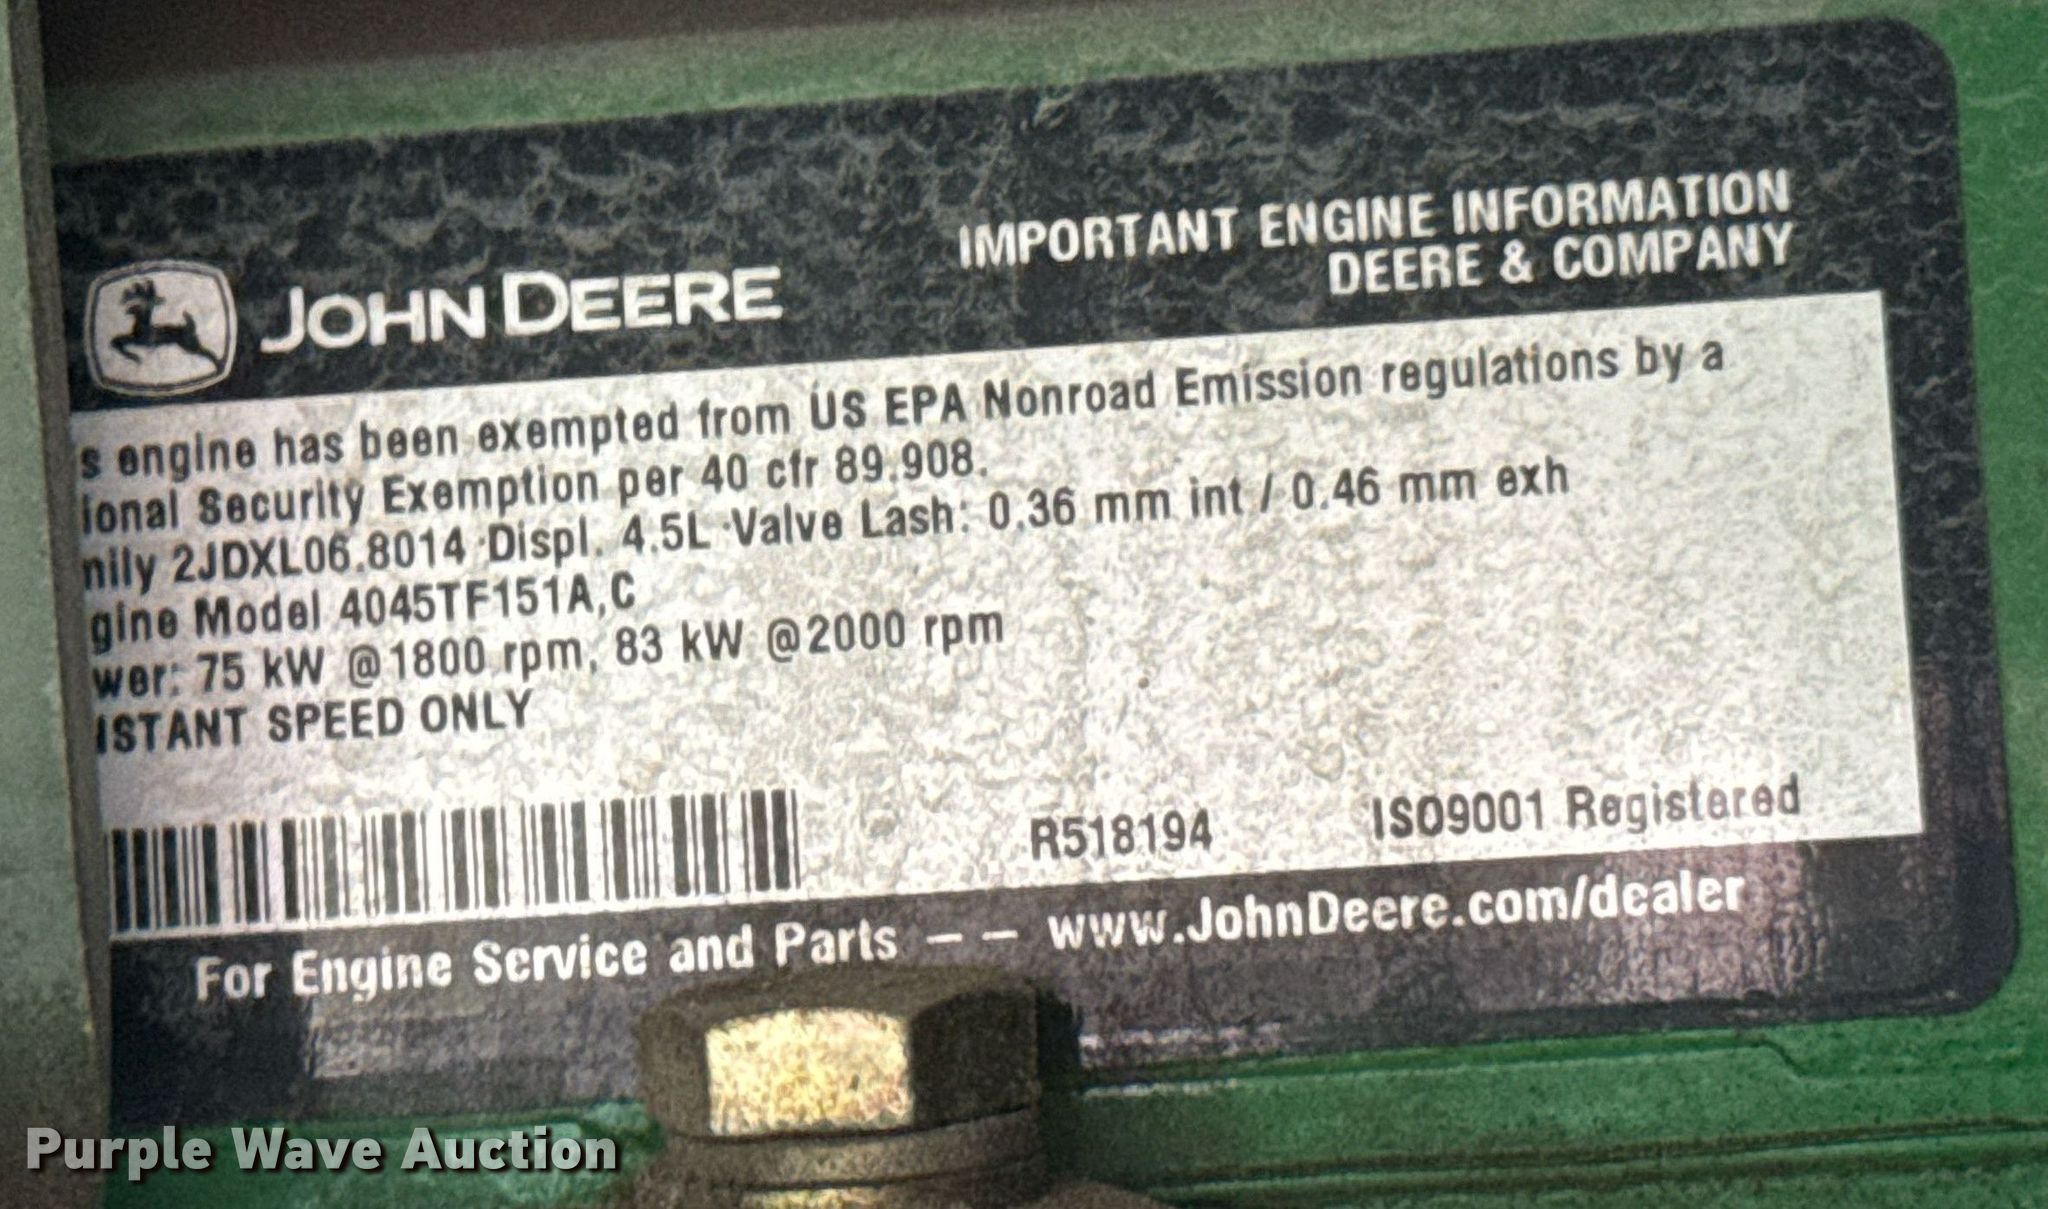 IMPORTANT ENGINE INFORMATION
DEERE & COMPANY
JOHN DEERE
s engine has been exempted from US EPA Nonroad Emission regulations by a
ional Security Exemption per 40 cfr 89.908.
mily 2JDXL06.8014 Displ. 4.5L Valve Lash: 0.36 mm int / 0.46 mm exh
gine Model 4045TF151A,C
wer: 75 kW @1800 rpm, 83 kW @2000 rpm
NSTANT SPEED ONLY
R518194 ISO9001 Registered
For Engine Service and Parts -- www.JohnDeere.com/dealer
Purple Wave Auction